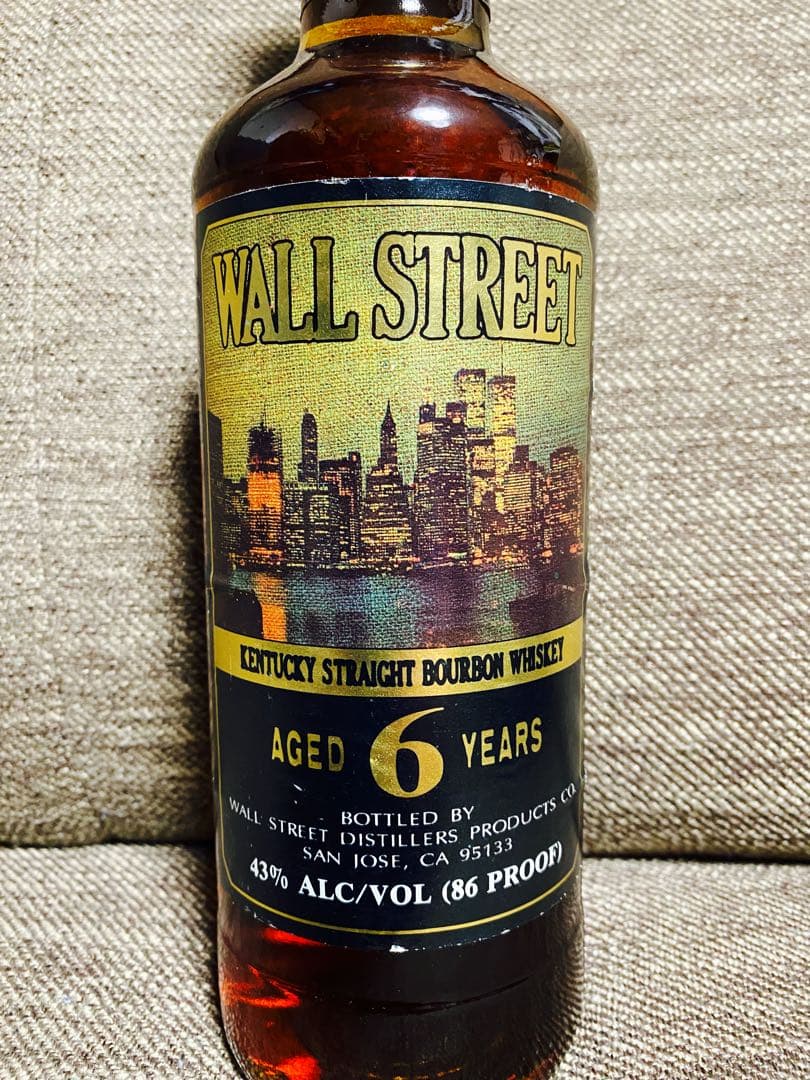 WALL STREET
KENTUCKY STRAIGHT BOURBON WHISKEY
AGED 6 YEARS
BOTTLED BY
WALL STREET DISTILLERS PRODUCTS CO.
SAN JOSE, CA 95133
43% ALC/VOL (86 PROOF)